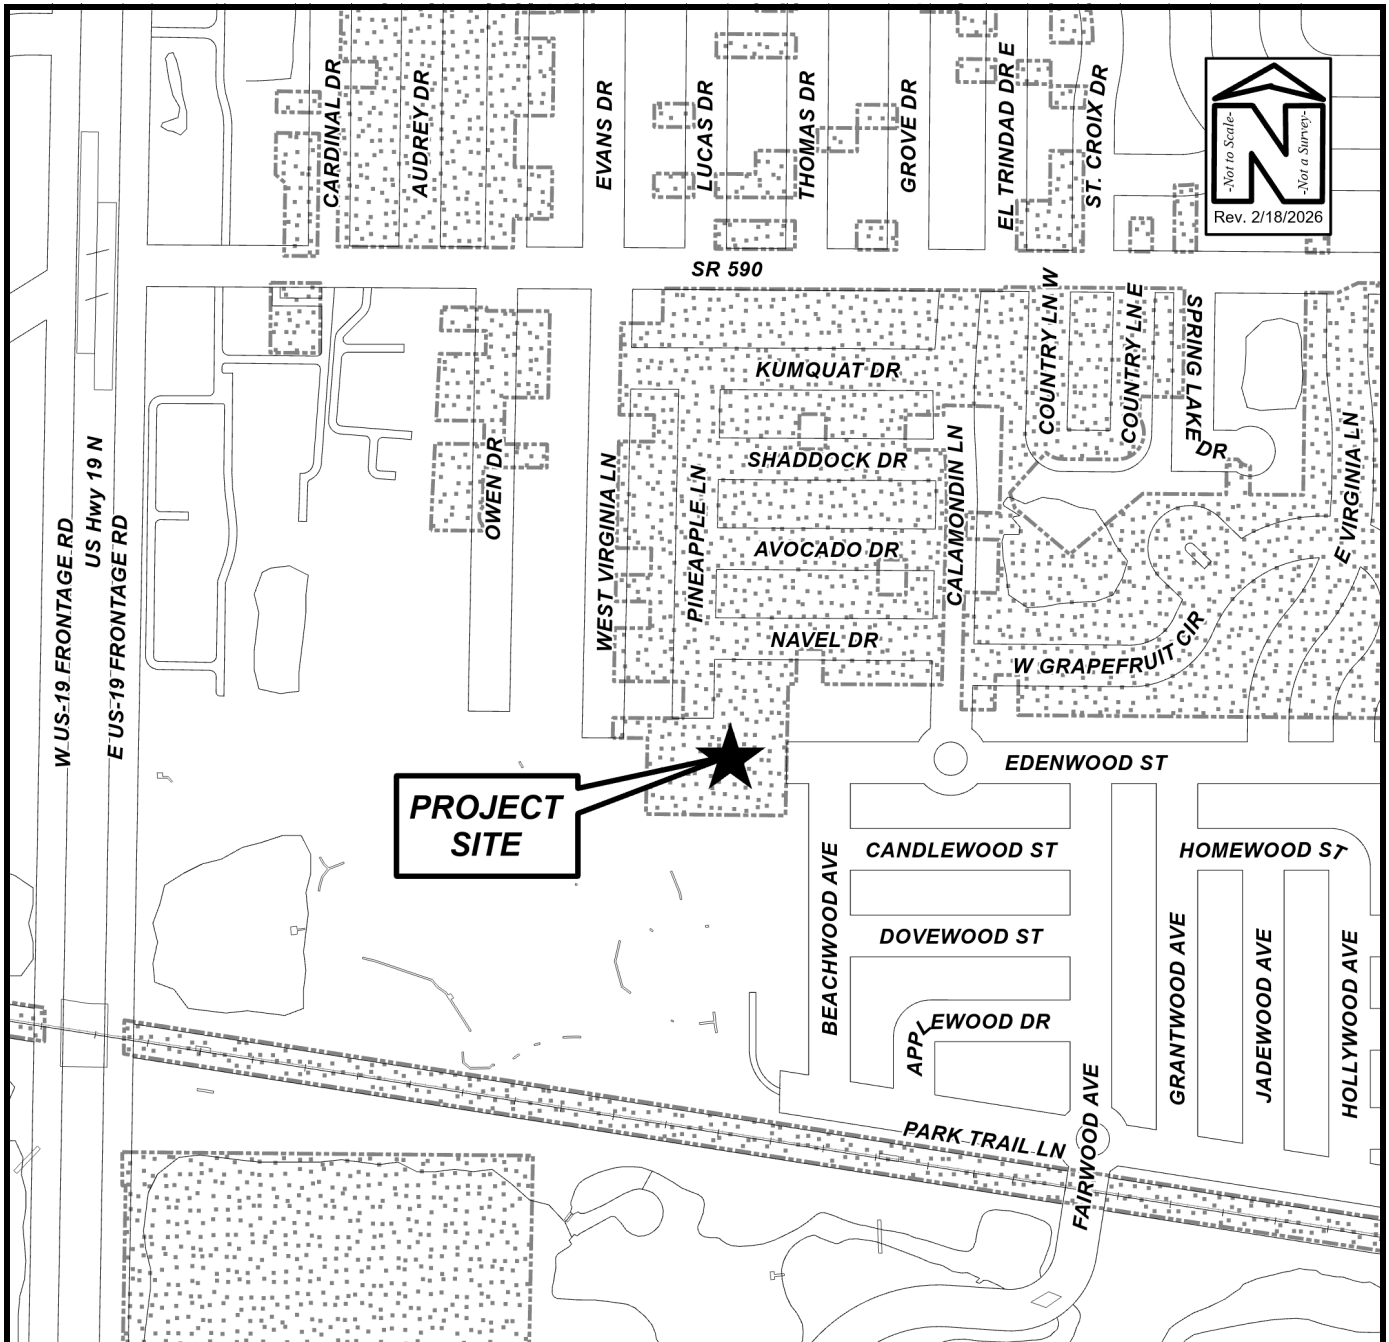 CARDINAL DR
AUDREY DR
EVANS DR
LUCAS DR
THOMAS DR
GROVE DR
EL TRINDAD DR E
ST. CROIX DR
-Not to Scale-
N
-Not a Survey-
Rev. 2/18/2026
SR 590
COUNTRY LN W
COUNTRY LN E
SPRING LAKE DR
KUMQUAT DR
US Hwy 19 N
OWEN DR
WEST VIRGINIA LN
PINEAPPLE LN
SHADDOCK DR
CALAMONDIN LN
E VIRGINIA LN
W US-19 FRONTAGE RD
E US-19 FRONTAGE RD
AVOCADO DR
NAVEL DR
W GRAPEFRUIT CIR
EDENWOOD ST
PROJECT
SITE
BEACHWOOD AVE
CANDLEWOOD ST
HOMEWOOD ST
DOVEWOOD ST
GRANTWOOD AVE
JADEWOOD AVE
HOLLYWOOD AVE
APPLEWOOD DR
PARK TRAIL LN
FAIRWOOD AVE